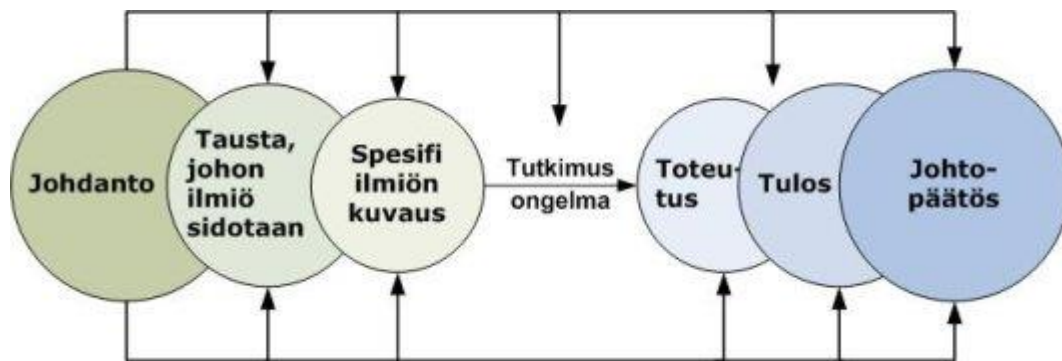 Johdanto
Tausta,
johon
ilmiö
sidotaan
Spesifi
ilmiön
kuvaus
Tutkimus
ongelma
Toteu-
tus
Tulos
Johto-
päätös